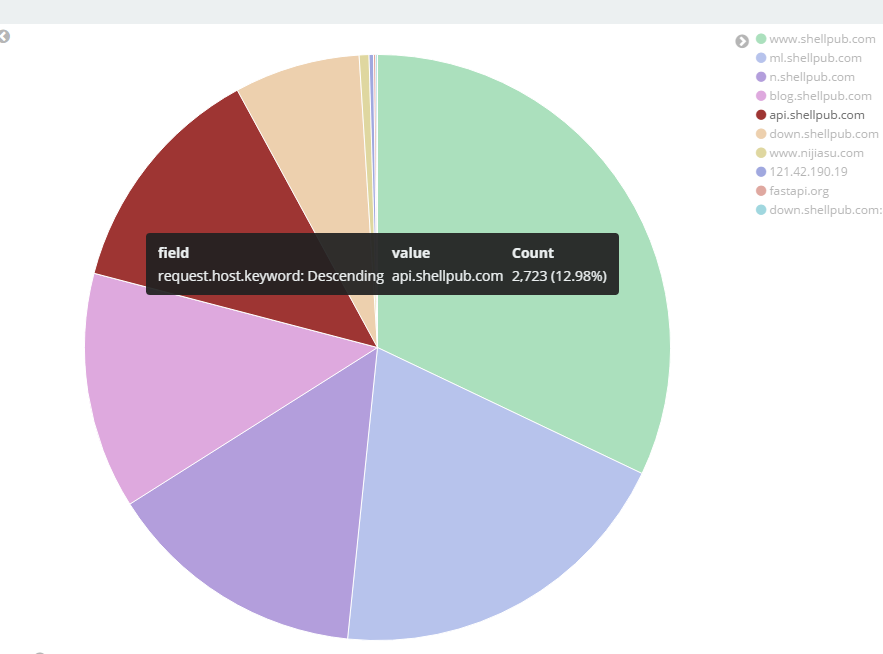 www.shellpub.com
ml.shellpub.com
n.shellpub.com
blog.shellpub.com
api.shellpub.com
down.shellpub.com
www.nijiasu.com
121.42.190.19
fastapi.org
down.shellpub.com:
field value Count
request.host.keyword: Descending api.shellpub.com 2,723 (12.98%)